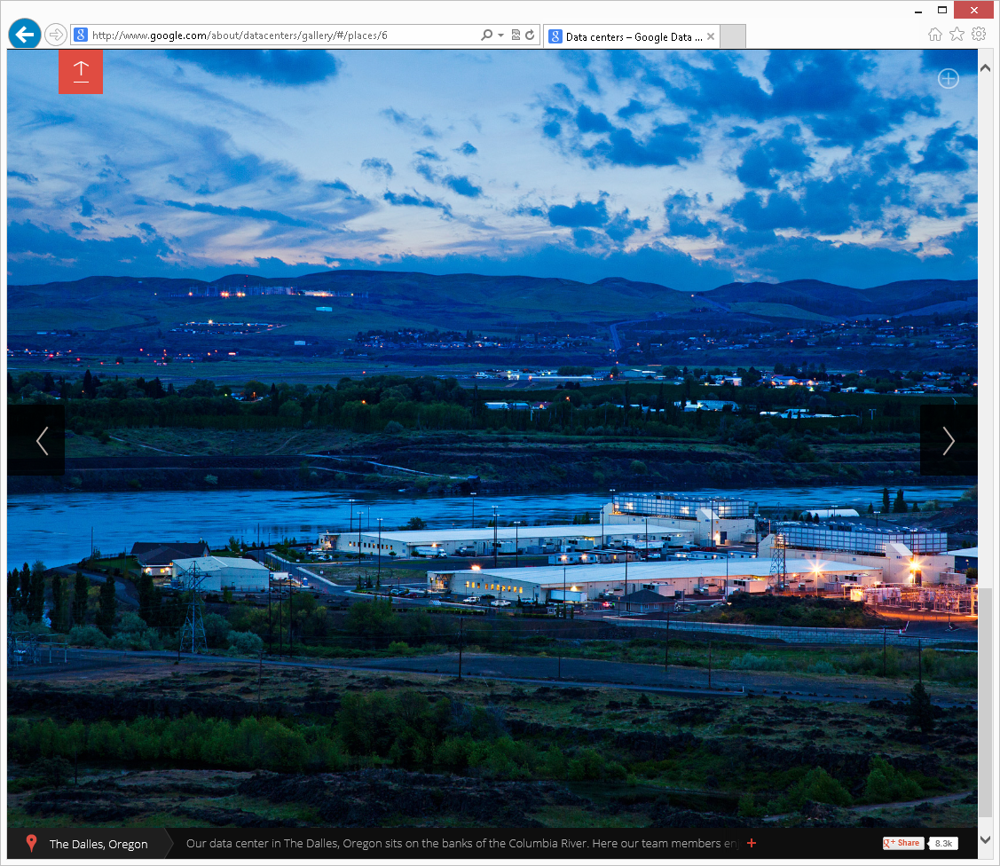 http://www.google.com/about/datacenters/gallery/#/places/6
Data centers – Google Data ...
The Dalles, Oregon
Our data center in The Dalles, Oregon sits on the banks of the Columbia River. Here our team members
g+ Share
8.3k